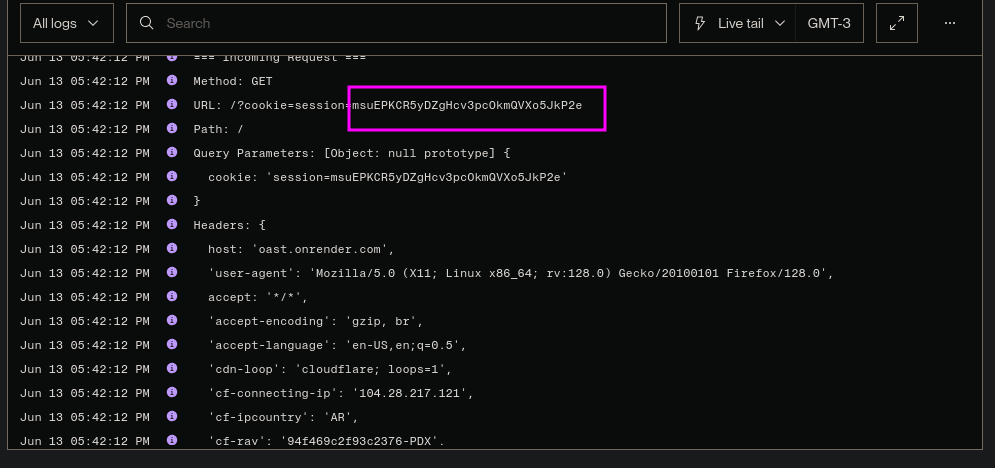 All logs
Search
Live tail
GMT-3
Jun 13 05:42:12 PM === Incoming Request ===
Jun 13 05:42:12 PM Method: GET
Jun 13 05:42:12 PM URL: /?cookie=session=msuEPKCR5yDZgHcv3pcOkmQVXo5JkP2e
Jun 13 05:42:12 PM Path: /
Jun 13 05:42:12 PM Query Parameters: [Object: null prototype] {
Jun 13 05:42:12 PM cookie: 'session=msuEPKCR5yDZgHcv3pcOkmQVXo5JkP2e'
Jun 13 05:42:12 PM }
Jun 13 05:42:12 PM Headers: {
Jun 13 05:42:12 PM host: 'oast.onrender.com',
Jun 13 05:42:12 PM 'user-agent': 'Mozilla/5.0 (X11; Linux x86_64; rv:128.0) Gecko/20100101 Firefox/128.0',
Jun 13 05:42:12 PM accept: '*/*',
Jun 13 05:42:12 PM 'accept-encoding': 'gzip, br',
Jun 13 05:42:12 PM 'accept-language': 'en-US,en;q=0.5',
Jun 13 05:42:12 PM 'cdn-loop': 'cloudflare; loops=1',
Jun 13 05:42:12 PM 'cf-connecting-ip': '104.28.217.121',
Jun 13 05:42:12 PM 'cf-ipcountry': 'AR',
Jun 13 05:42:12 PM 'cf-ray': '94f469c2f93c2376-PDX',